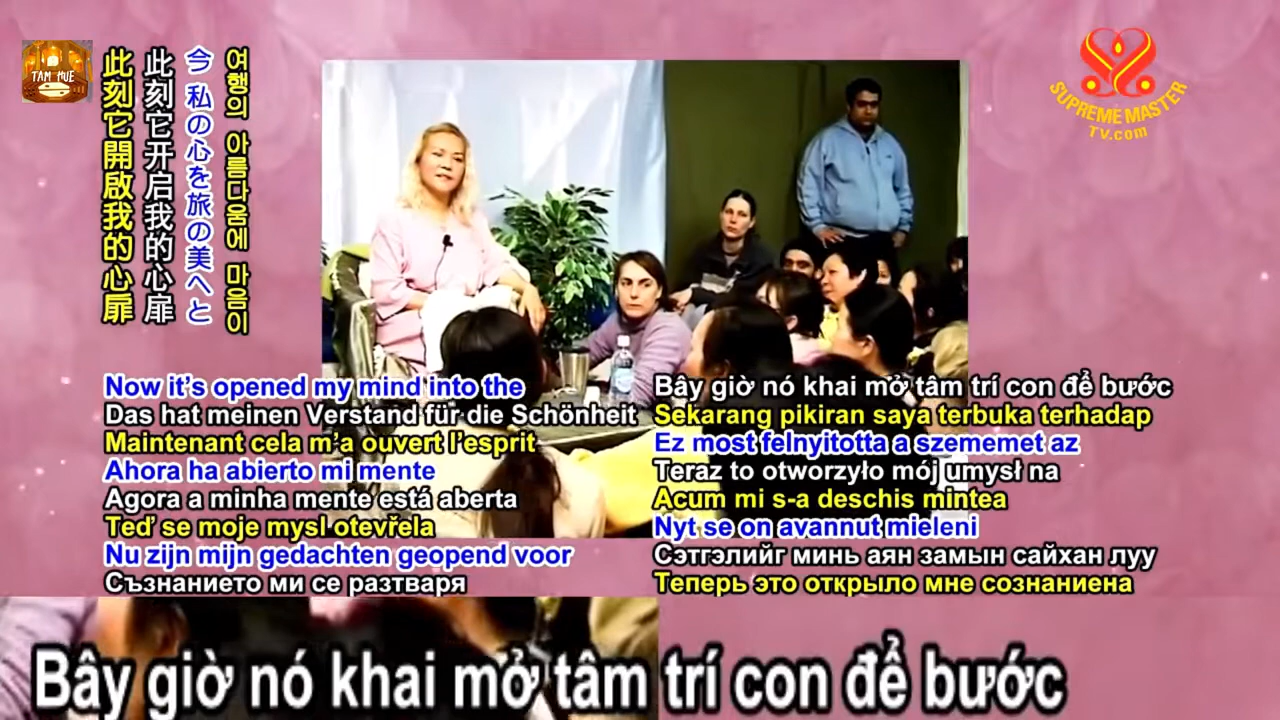 TAM HUE
此刻它開啟我的心扉
此刻它开启我的心扉
今 私の心を旅の美へと
여행의 아름다움에 마음이
SUPREME MASTER
TV.com
Now it's opened my mind into the
Das hat meinen Verstand für die Schönheit
Maintenant cela m'a ouvert l'esprit
Ahora ha abierto mi mente
Agora a minha mente está aberta
Teď se moje mysl otevřela
Nu zijn mijn gedachten geopend voor
Съзнанието ми се разтваря
Bây giờ nó khai mở tâm trí con để bước
Sekarang pikiran saya terbuka terhadap
Ez most felnyitotta a szememet az
Teraz to otworzyło mój umysł na
Acum mi s-a deschis mintea
Nyt se on avannut mieleni
Сэтгэлийг минь аян замын сайхан луу
Теперь это открыло мне сознаниена
Bây giờ nó khai mở tâm trí con để bước